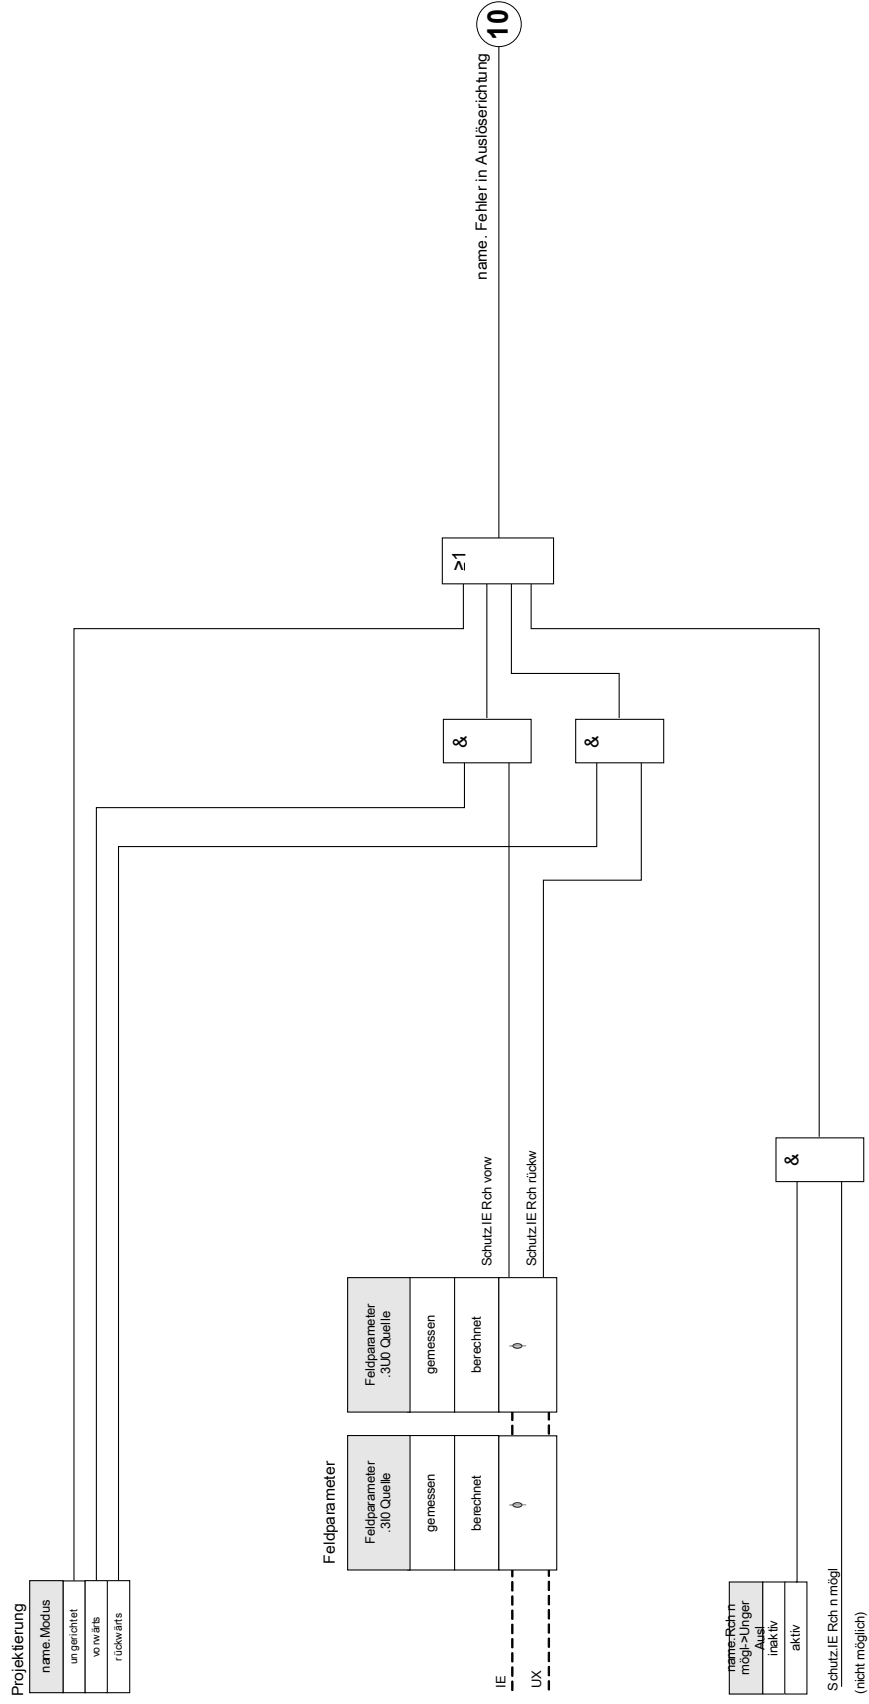 Projektierung
name.Modus
ungerichtet
vorwärts
rückwärts
Feldparameter
Feldparameter
.3I0 Quelle
gemessen
berechnet
φ
Feldparameter
.3U0 Quelle
gemessen
berechnet
φ
IE
UX
Schutz.IE Rch vorw
Schutz.IE Rch rückw
name.Rch n
mögl->Unger
Ausl
inaktiv
aktiv
Schutz.IE Rch n mögl
(nicht möglich)
&
&
&
≥1
name. Fehler in Auslöserichtung
10